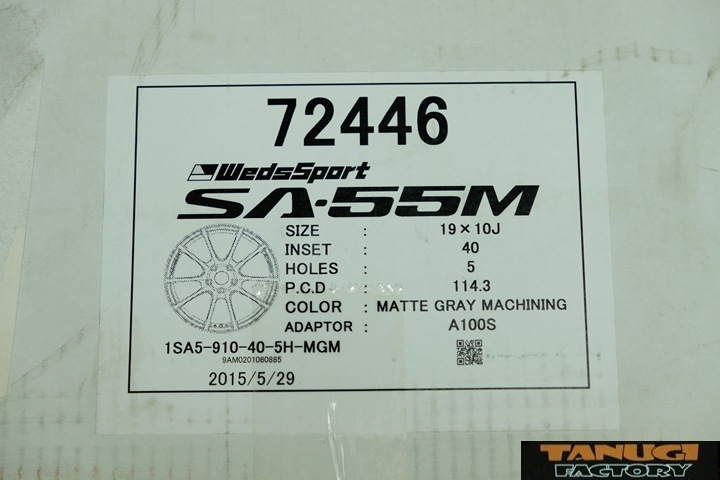 72446
WedsSport
SA-55M
SIZE : 19×10J
INSET : 40
HOLES : 5
P.C.D : 114.3
COLOR : MATTE GRAY MACHINING
ADAPTOR : A100S
1SA5-910-40-5H-MGM
9AM0201060885
2015/5/29
TANUGI
FACTORY